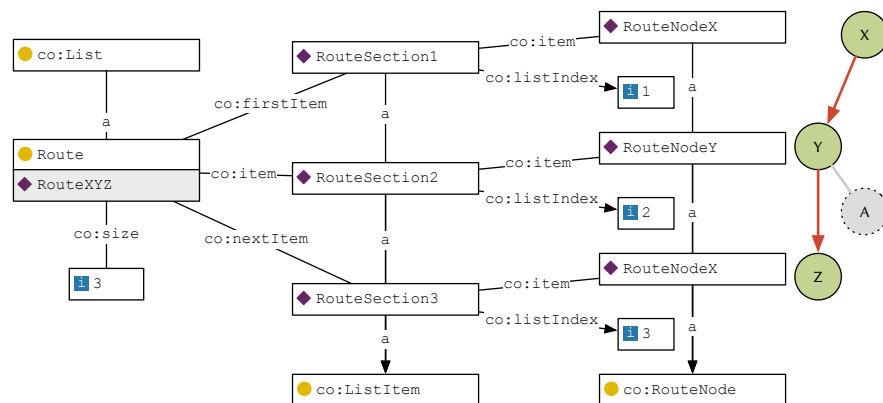 co:List
a
Route
RouteXYZ
co:size
i 3
co:firstItem
co:item
co:nextItem
RouteSection1
a
RouteSection2
a
RouteSection3
a
co:ListItem
co:item
co:listIndex
i 1
co:item
co:listIndex
i 2
co:item
co:listIndex
i 3
RouteNodeX
a
RouteNodeY
a
RouteNodeX
a
co:RouteNode
X
Y
A
Z